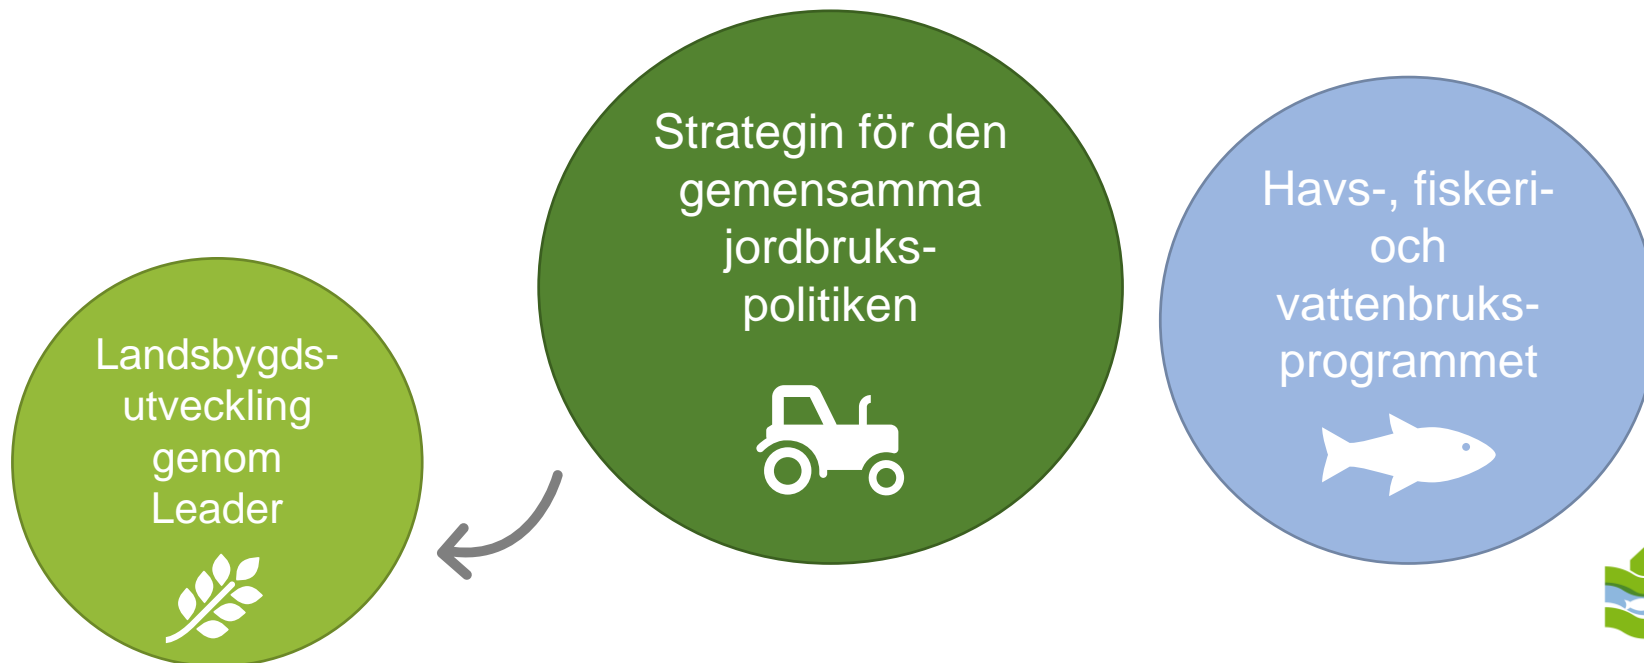 Landsbygds-
utveckling
genom
Leader
Strategin för den
gemensamma
jordbruks-
politiken
Havs-, fiskeri-
och
vattenbruks-
programmet